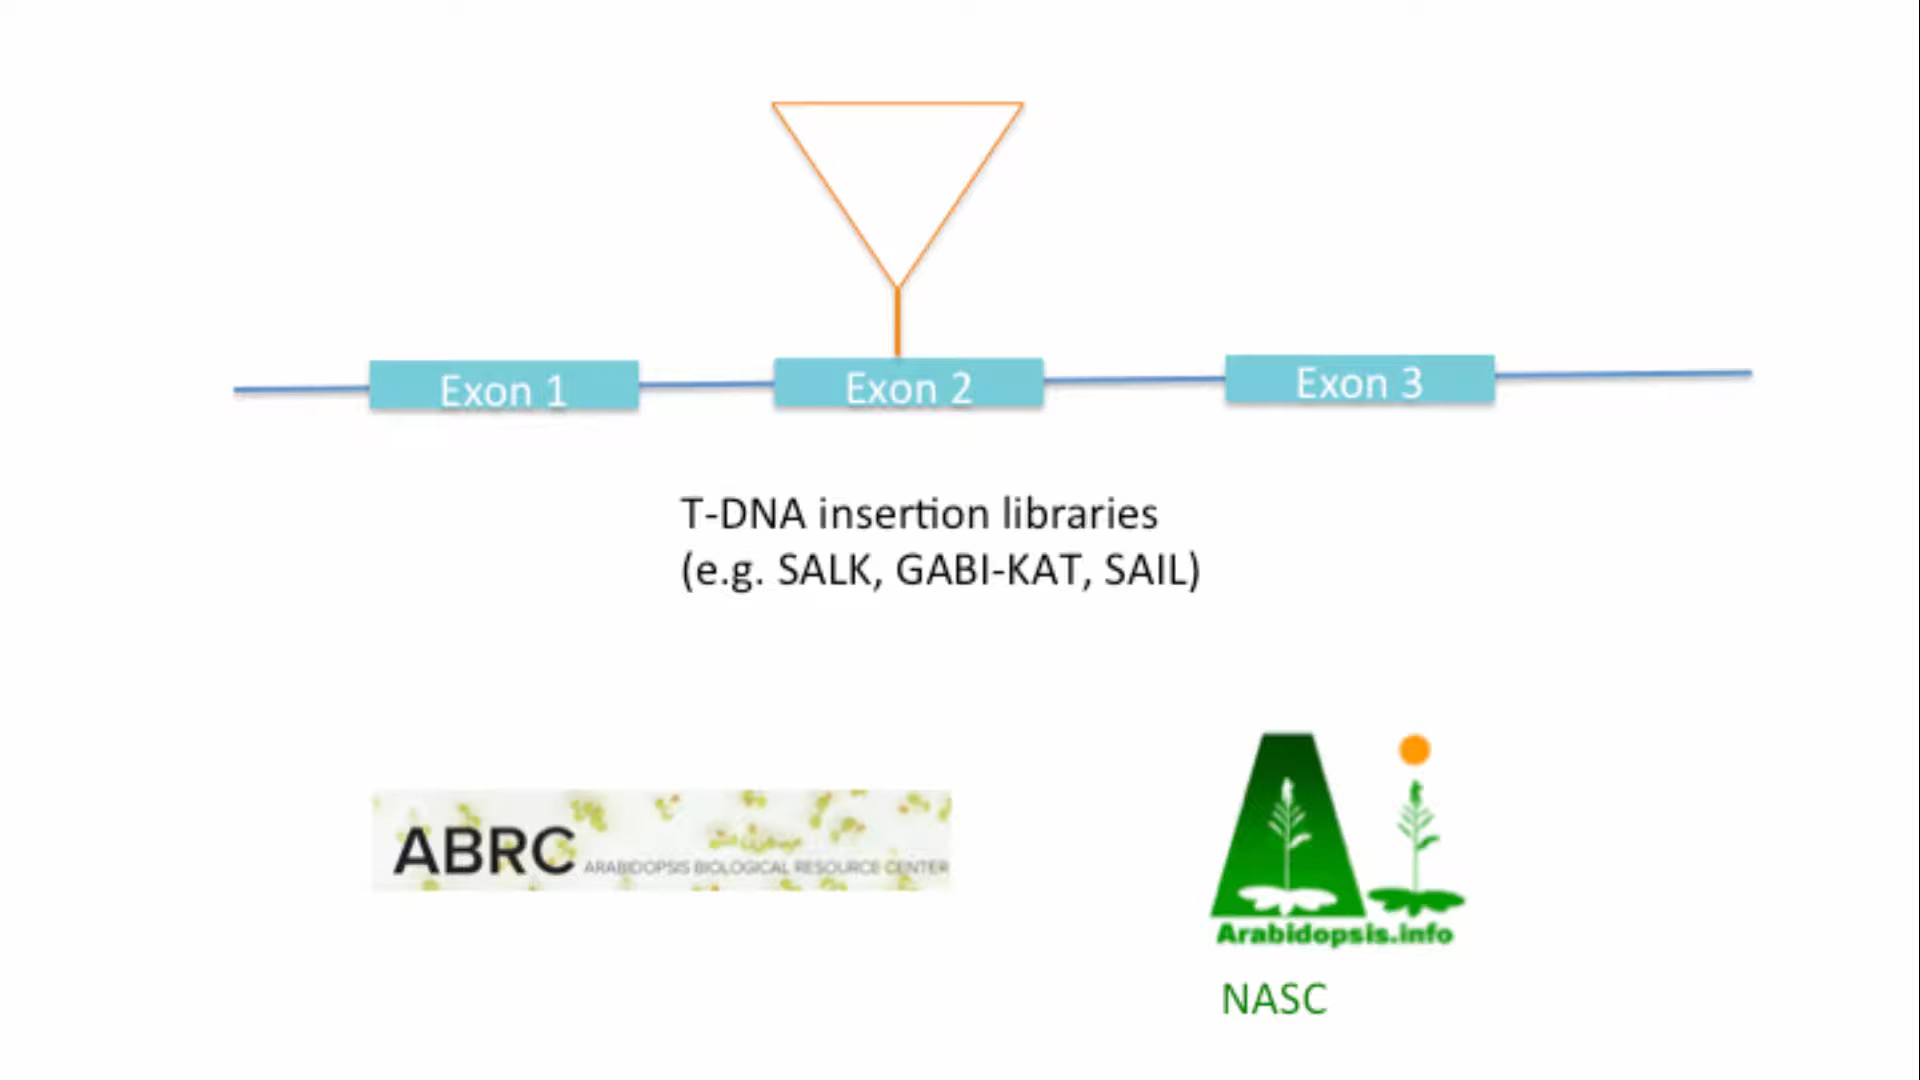 Exon 1
Exon 2
Exon 3
T-DNA insertion libraries
(e.g. SALK, GABI-KAT, SAIL)
ABRC ARABIDOPSIS BIOLOGICAL RESOURCE CENTER
Arabidopsis.info
NASC